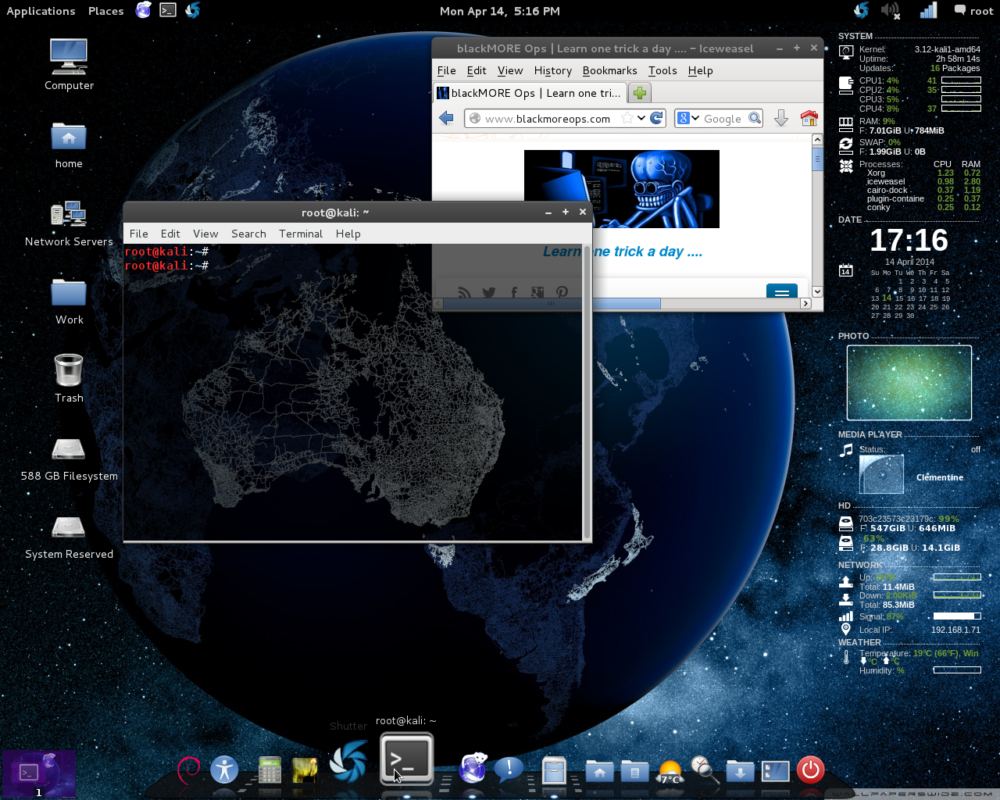 Applications Places
Mon Apr 14, 5:16 PM
root
Computer
home
Network Servers
Work
Trash
588 GB Filesystem
System Reserved
blackMORE Ops | Learn one trick a day .... - Iceweasel
File Edit View History Bookmarks Tools Help
blackMORE Ops | Learn one tri...
www.blackmoreops.com
Google
Learn one trick a day ....
root@kali: ~
File Edit View Search Terminal Help
root@kali:~#
root@kali:~#
SYSTEM
Kernel: 3.12-kali1-amd64
Uptime: 2h 58m 14s
Updates: 16 Packages
CPU1: 4% 41
CPU2: 4% 35
CPU3: 5%
CPU4: 8% 37
RAM: 9%
F: 7.01GiB U: 784MiB
SWAP: 0%
F: 1.99GiB U: 0B
Processes: CPU RAM
Xorg 1.23 0.72
iceweasel 0.98 2.80
cairo-dock 0.37 1.19
plugin-containe 0.25 0.37
conky 0.25 0.12
DATE
17:16
14 April 2014
14
Su Mo Tu We Th Fr Sa
1 2 3 4 5
6 7 8 9 10 11 12
13 14 15 16 17 18 19
20 21 22 23 24 25 26
27 28 29 30
PHOTO
MEDIA PLAYER
Status: off
Clementine
HD
703c23573c23179c: 99%
F: 547GiB U: 646MiB
: 63%
F: 28.8GiB U: 14.1GiB
NETWORK
Up:
Total: 11.4MiB
Down: 2.00KiB
Total: 85.3MiB
Signal: 87%
Local IP: 192.168.1.71
WEATHER
Temperature: 19°C (66°F), Win
°C °C
Humidity: %
Shutter
root@kali: ~
7°C
1
WALLPAPERSWIDE.COM